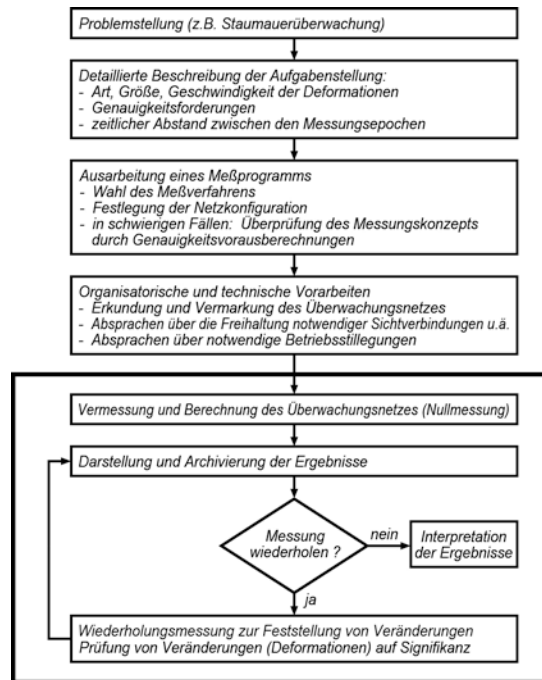 Problemstellung (z.B. Staumauerüberwachung)
Detaillierte Beschreibung der Aufgabenstellung:
- Art, Größe, Geschwindigkeit der Deformationen
- Genauigkeitsforderungen
- zeitlicher Abstand zwischen den Messungsepochen
Ausarbeitung eines Meßprogramms
- Wahl des Meßverfahrens
- Festlegung der Netzkonfiguration
- in schwierigen Fällen: Überprüfung des Messungskonzepts
durch Genauigkeitsvorausberechnungen
Organisatorische und technische Vorarbeiten
- Erkundung und Vermarkung des Überwachungsnetzes
- Absprachen über die Freihaltung notwendiger Sichtverbindungen u.ä.
- Absprachen über notwendige Betriebsstillegungen
Vermessung und Berechnung des Überwachungsnetzes (Nullmessung)
Darstellung und Archivierung der Ergebnisse
Messung
wiederholen ?
nein
Interpretation
der Ergebnisse
ja
Wiederholungsmessung zur Feststellung von Veränderungen
Prüfung von Veränderungen (Deformationen) auf Signifikanz